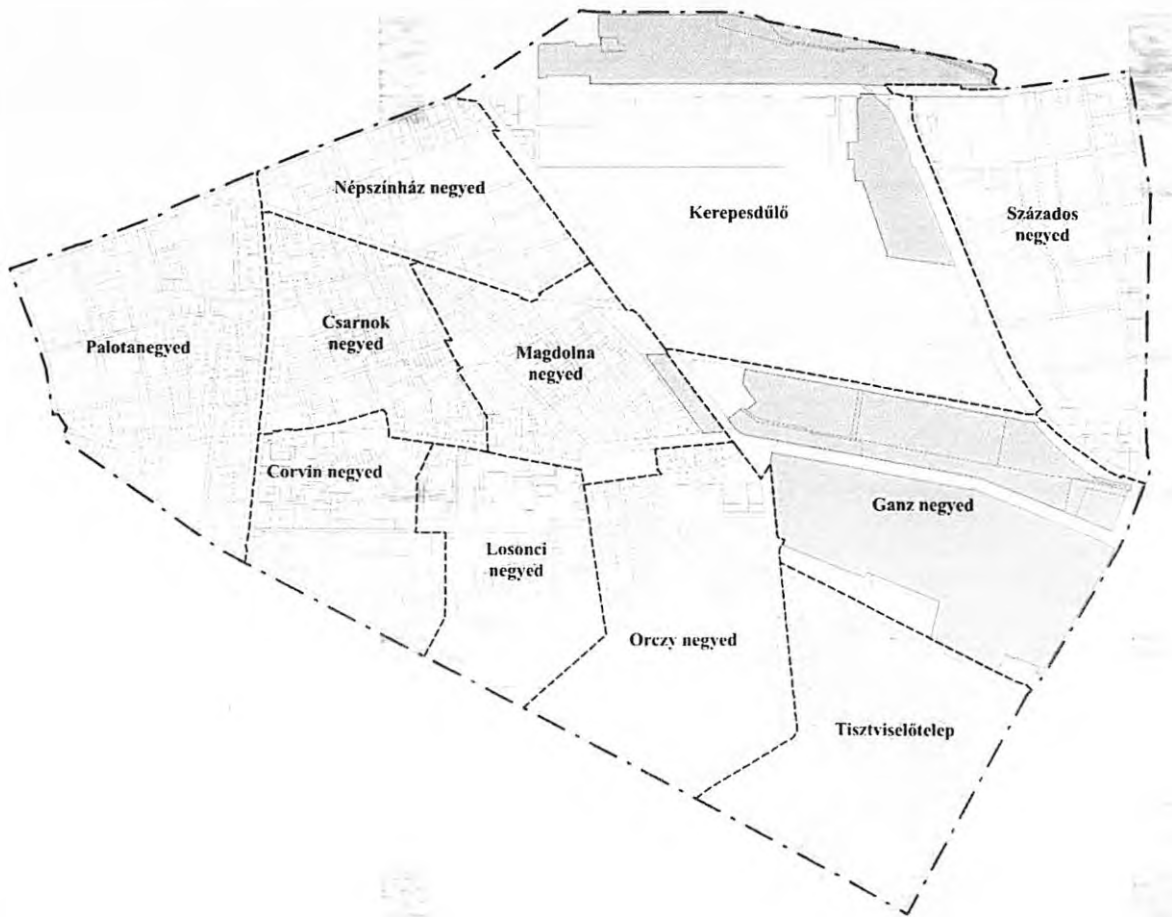 Népszínház negyed
Kerepesdűlő
Százados
negyed
Palotanegyed
Csarnok
negyed
Magdolna
negyed
Corvin negyed
Losonci
negyed
Ganz negyed
Orczy negyed
Tisztviselőtelep